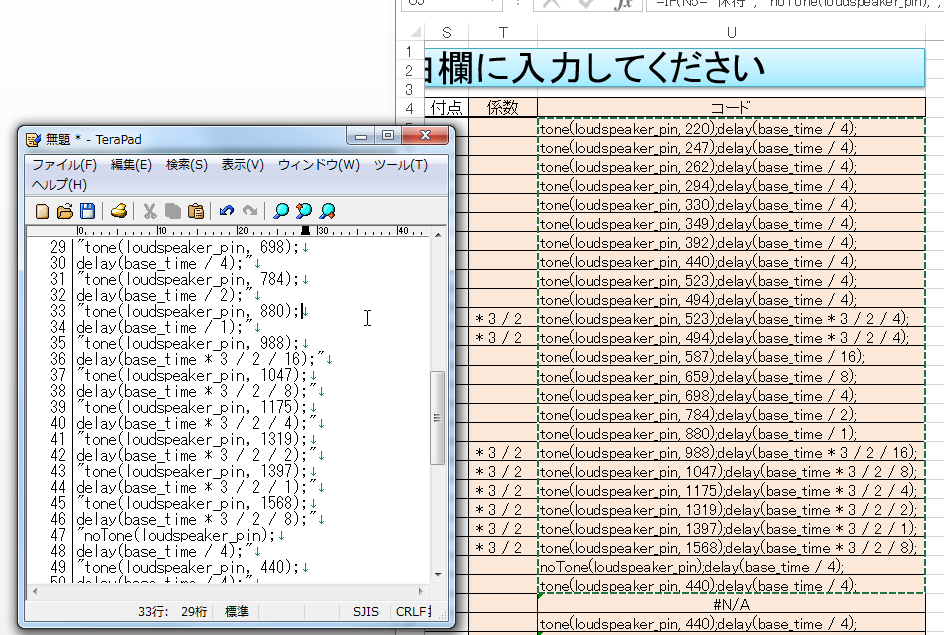 無題 * - TeraPad
ファイル(F) 編集(E) 検索(S) 表示(V) ウィンドウ(W) ツール(T)
ヘルプ(H)
0 10 20 30 40
29 "tone(loudspeaker_pin, 698);↓
30 delay(base_time / 4);"↓
31 "tone(loudspeaker_pin, 784);↓
32 delay(base_time / 2);"↓
33 "tone(loudspeaker_pin, 880);↓
34 delay(base_time / 1);"↓
35 "tone(loudspeaker_pin, 988);↓
36 delay(base_time * 3 / 2 / 16);"↓
37 "tone(loudspeaker_pin, 1047);↓
38 delay(base_time * 3 / 2 / 8);"↓
39 "tone(loudspeaker_pin, 1175);↓
40 delay(base_time * 3 / 2 / 4);"↓
41 "tone(loudspeaker_pin, 1319);↓
42 delay(base_time * 3 / 2 / 2);"↓
43 "tone(loudspeaker_pin, 1397);↓
44 delay(base_time * 3 / 2 / 1);"↓
45 "tone(loudspeaker_pin, 1568);↓
46 delay(base_time * 3 / 2 / 8);"↓
47 "noTone(loudspeaker_pin);↓
48 delay(base_time / 4);"↓
49 "tone(loudspeaker_pin, 440);↓
50 delay(base_time / 4);"↓
33行: 29桁 標準 SJIS CRLF
=IF(N5="休符", "noTone(loudspeaker_pin);",
S T U
1
2
3
4
欄に入力してください
付点 係数 コード
tone(loudspeaker_pin, 220);delay(base_time / 4);
tone(loudspeaker_pin, 247);delay(base_time / 4);
tone(loudspeaker_pin, 262);delay(base_time / 4);
tone(loudspeaker_pin, 294);delay(base_time / 4);
tone(loudspeaker_pin, 330);delay(base_time / 4);
tone(loudspeaker_pin, 349);delay(base_time / 4);
tone(loudspeaker_pin, 392);delay(base_time / 4);
tone(loudspeaker_pin, 440);delay(base_time / 4);
tone(loudspeaker_pin, 523);delay(base_time / 4);
tone(loudspeaker_pin, 494);delay(base_time / 4);
* 3 / 2 tone(loudspeaker_pin, 523);delay(base_time * 3 / 2 / 4);
* 3 / 2 tone(loudspeaker_pin, 494);delay(base_time * 3 / 2 / 4);
tone(loudspeaker_pin, 587);delay(base_time / 16);
tone(loudspeaker_pin, 659);delay(base_time / 8);
tone(loudspeaker_pin, 698);delay(base_time / 4);
tone(loudspeaker_pin, 784);delay(base_time / 2);
tone(loudspeaker_pin, 880);delay(base_time / 1);
* 3 / 2 tone(loudspeaker_pin, 988);delay(base_time * 3 / 2 / 16);
* 3 / 2 tone(loudspeaker_pin, 1047);delay(base_time * 3 / 2 / 8);
* 3 / 2 tone(loudspeaker_pin, 1175);delay(base_time * 3 / 2 / 4);
* 3 / 2 tone(loudspeaker_pin, 1319);delay(base_time * 3 / 2 / 2);
* 3 / 2 tone(loudspeaker_pin, 1397);delay(base_time * 3 / 2 / 1);
* 3 / 2 tone(loudspeaker_pin, 1568);delay(base_time * 3 / 2 / 8);
noTone(loudspeaker_pin);delay(base_time / 4);
tone(loudspeaker_pin, 440);delay(base_time / 4);
#N/A
tone(loudspeaker_pin, 440);delay(base_time / 4);